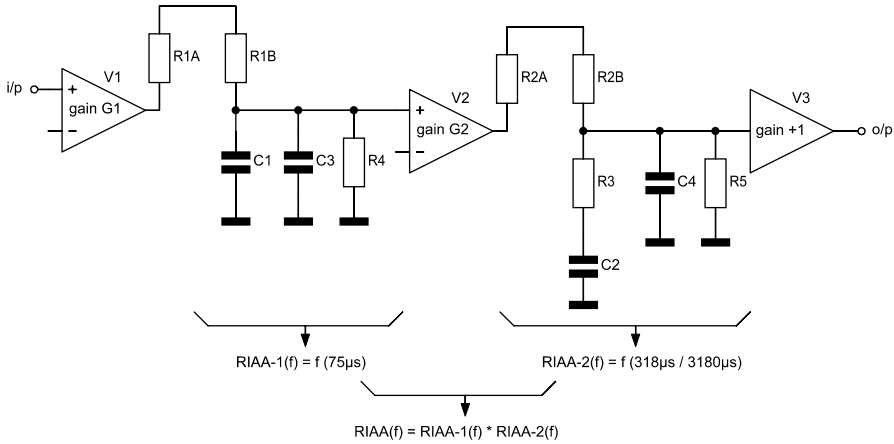 V1
i/p
+
gain G1
−
R1A
R1B
C1
C3
R4
V2
+
gain G2
−
R2A
R2B
R3
C2
C4
R5
V3
gain +1
o/p
RIAA-1(f) = f (75µs)
RIAA-2(f) = f (318µs / 3180µs)
RIAA(f) = RIAA-1(f) * RIAA-2(f)